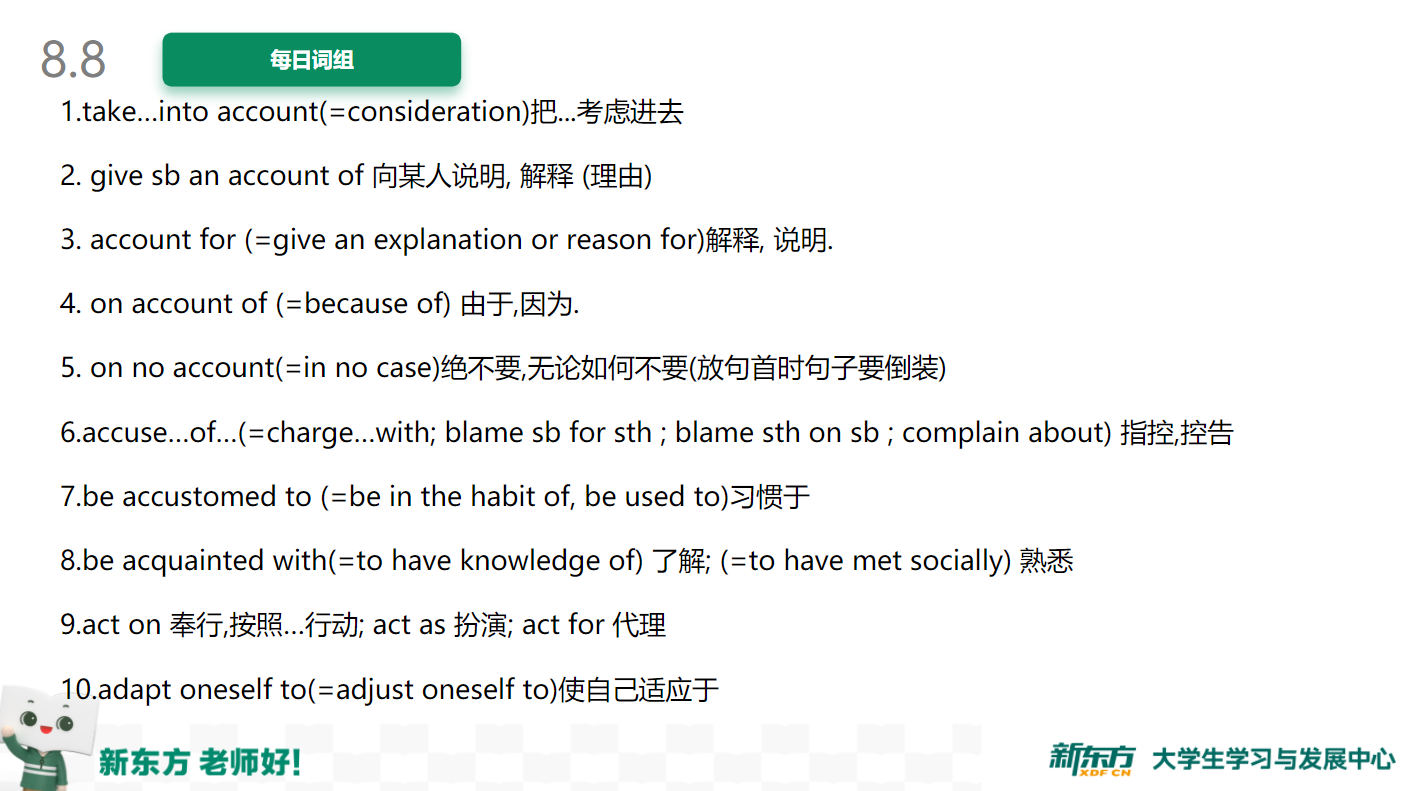 8.8
每日词组
1.take...into account(=consideration)把...考虑进去
2. give sb an account of 向某人说明, 解释 (理由)
3. account for (=give an explanation or reason for)解释, 说明.
4. on account of (=because of) 由于,因为.
5. on no account(=in no case)绝不要,无论如何不要(放句首时句子要倒装)
6.accuse...of...(=charge...with; blame sb for sth ; blame sth on sb ; complain about) 指控,控告
7.be accustomed to (=be in the habit of, be used to)习惯于
8.be acquainted with(=to have knowledge of) 了解; (=to have met socially) 熟悉
9.act on 奉行,按照...行动; act as 扮演; act for 代理
10.adapt oneself to(=adjust oneself to)使自己适应于
新东方 老师好!
新东方 XDF.CN 大学生学习与发展中心